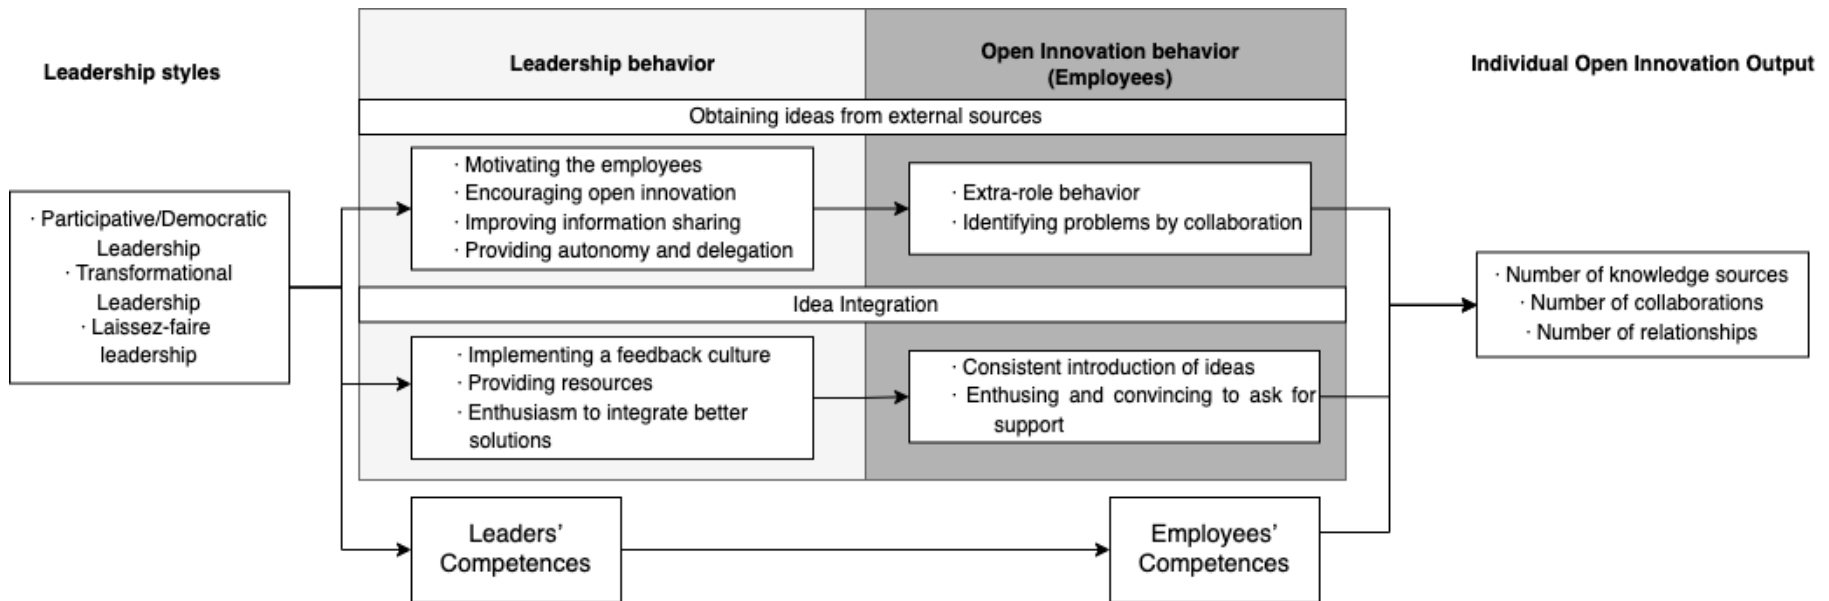 Leadership styles
Leadership behavior
Open Innovation behavior
(Employees)
Individual Open Innovation Output
Obtaining ideas from external sources
· Participative/Democratic
Leadership
· Transformational
Leadership
· Laissez-faire
leadership
· Motivating the employees
· Encouraging open innovation
· Improving information sharing
· Providing autonomy and delegation
· Extra-role behavior
· Identifying problems by collaboration
Idea Integration
· Implementing a feedback culture
· Providing resources
· Enthusiasm to integrate better
solutions
· Consistent introduction of ideas
· Enthusing and convincing to ask for
support
· Number of knowledge sources
· Number of collaborations
· Number of relationships
Leaders’
Competences
Employees’
Competences